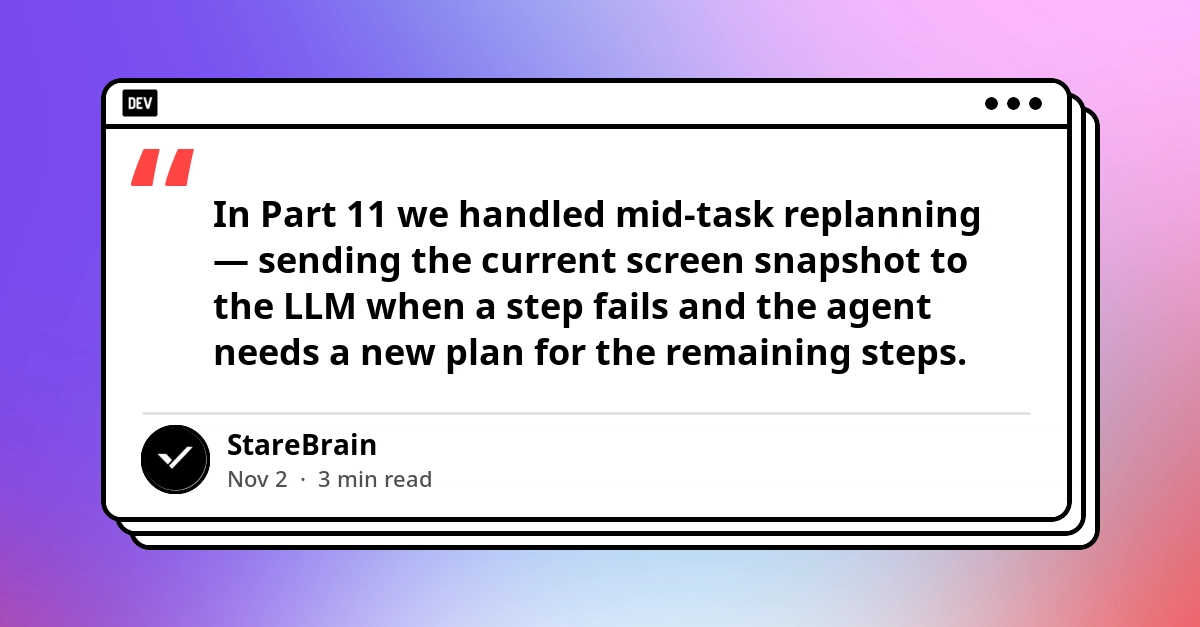 DEV
“
In Part 11 we handled mid-task replanning
— sending the current screen snapshot to
the LLM when a step fails and the agent
needs a new plan for the remaining steps.
StareBrain
Nov 2 · 3 min read